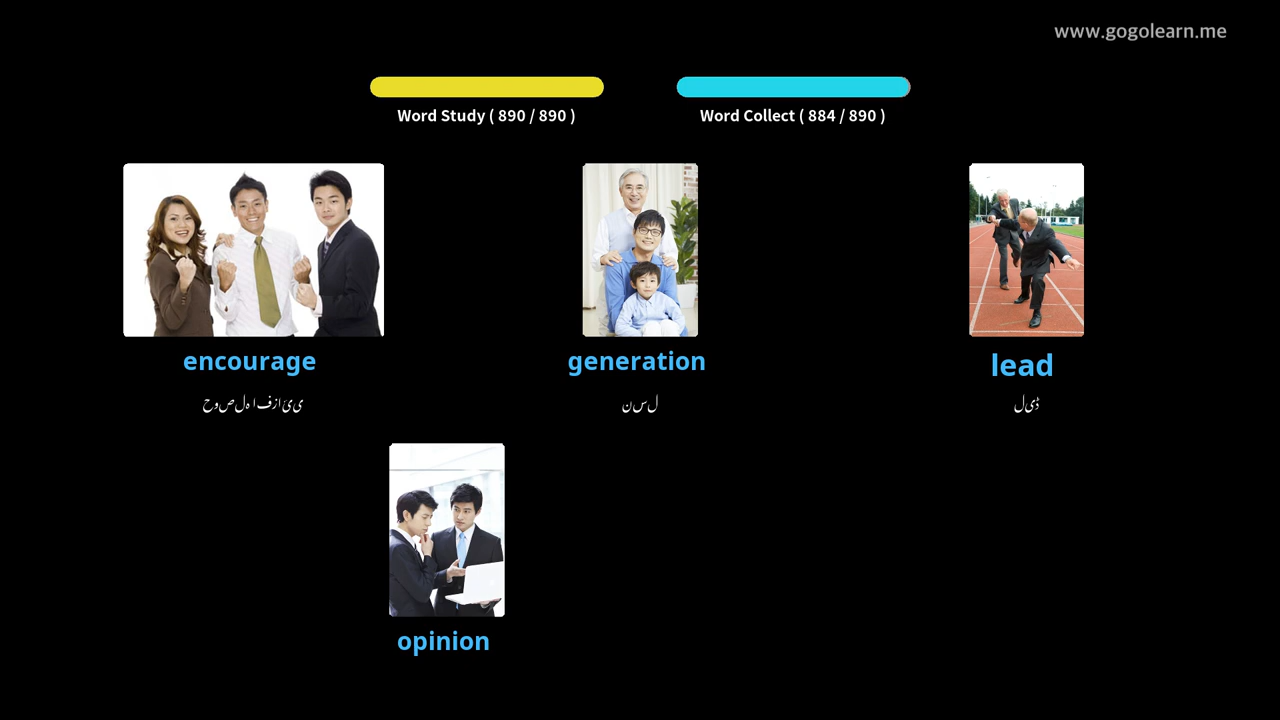 www.gogolearn.me
Word Study ( 890 / 890 )
Word Collect ( 884 / 890 )
encourage
generation
lead
حوصلہ افزائی
نسل
لیڈ
opinion